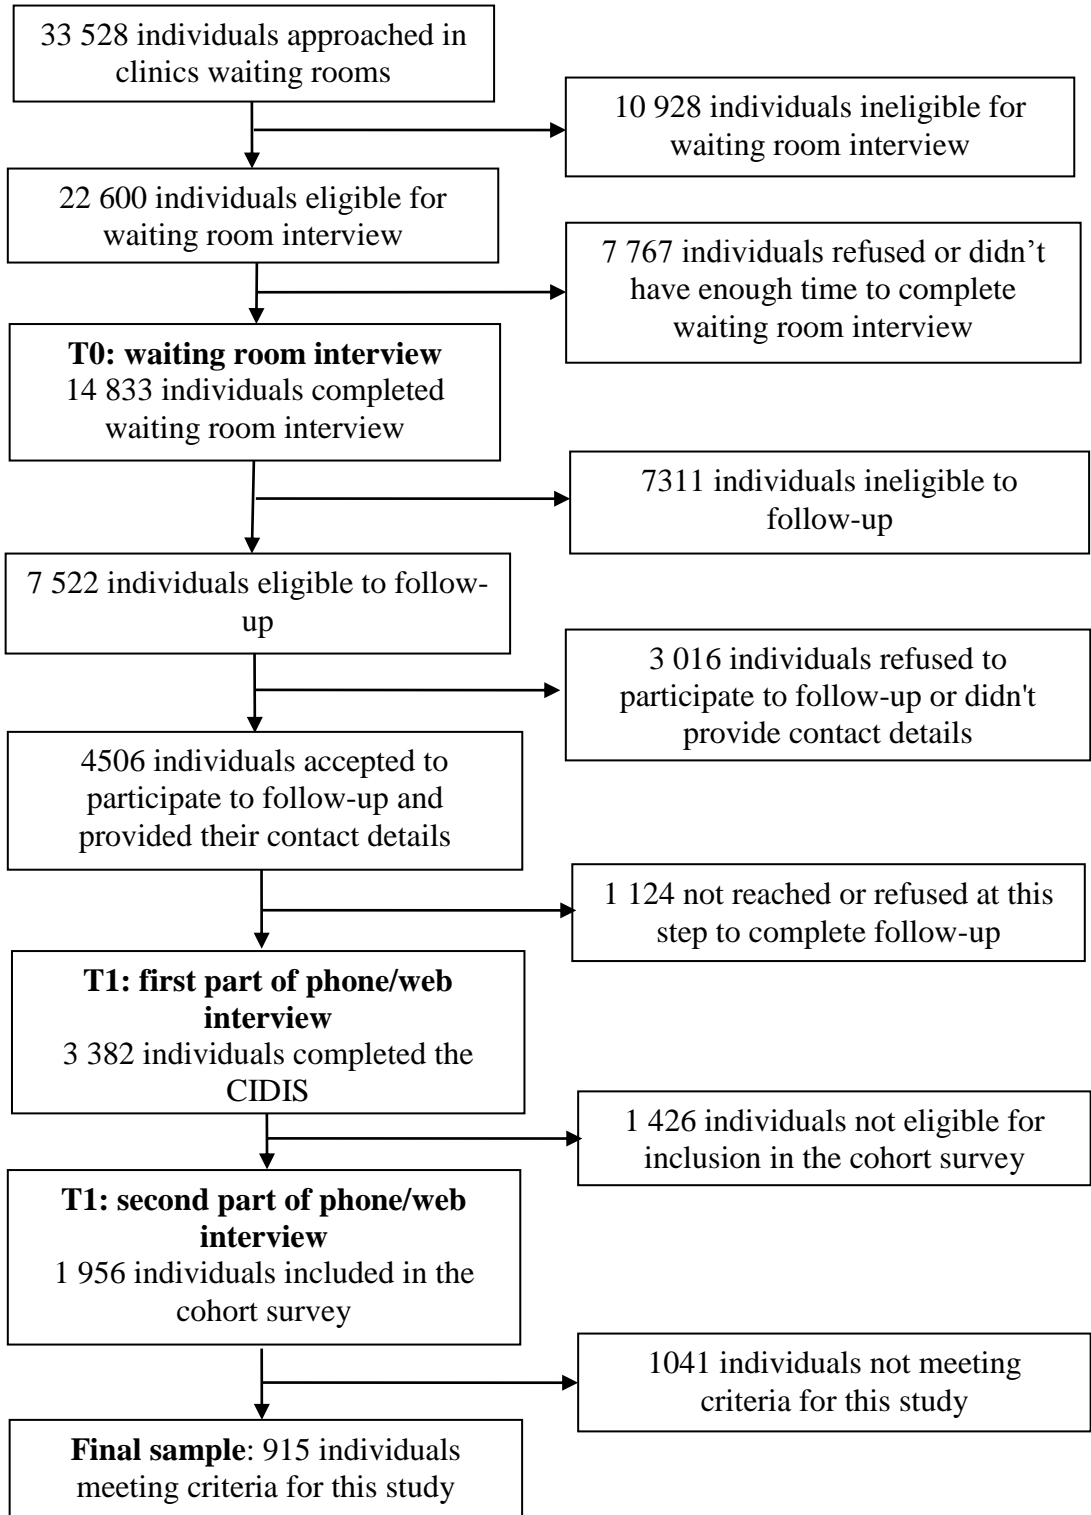 33 528 individuals approached in
clinics waiting rooms
10 928 individuals ineligible for
waiting room interview
22 600 individuals eligible for
waiting room interview
7 767 individuals refused or didn’t
have enough time to complete
waiting room interview
T0: waiting room interview
14 833 individuals completed
waiting room interview
7311 individuals ineligible to
follow-up
7 522 individuals eligible to follow-
up
3 016 individuals refused to
participate to follow-up or didn't
provide contact details
4506 individuals accepted to
participate to follow-up and
provided their contact details
1 124 not reached or refused at this
step to complete follow-up
T1: first part of phone/web
interview
3 382 individuals completed the
CIDIS
1 426 individuals not eligible for
inclusion in the cohort survey
T1: second part of phone/web
interview
1 956 individuals included in the
cohort survey
1041 individuals not meeting
criteria for this study
Final sample: 915 individuals
meeting criteria for this study